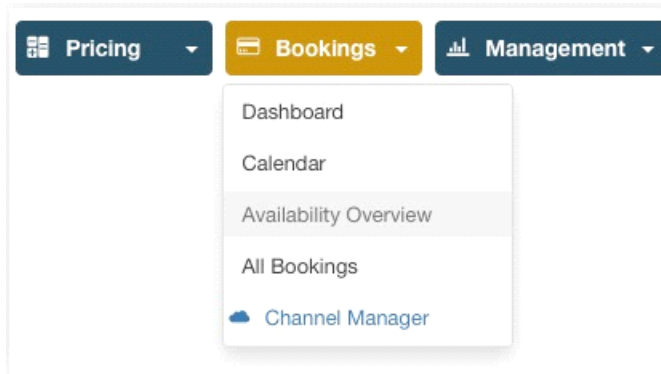 Pricing Bookings Management
Dashboard
Calendar
Availability Overview
All Bookings
Channel Manager